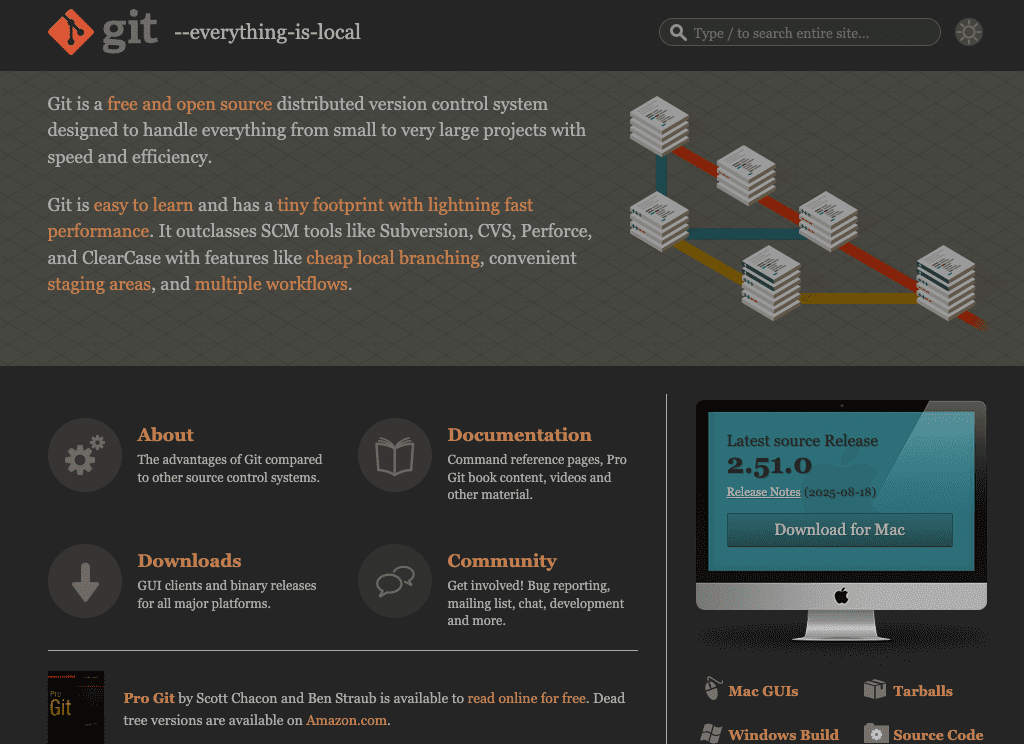 git --everything-is-local
Type / to search entire site...
Git is a free and open source distributed version control system
designed to handle everything from small to very large projects with
speed and efficiency.
Git is easy to learn and has a tiny footprint with lightning fast
performance. It outclasses SCM tools like Subversion, CVS, Perforce,
and ClearCase with features like cheap local branching, convenient
staging areas, and multiple workflows.
About
The advantages of Git compared
to other source control systems.
Documentation
Command reference pages, Pro
Git book content, videos and
other material.
Downloads
GUI clients and binary releases
for all major platforms.
Community
Get involved! Bug reporting,
mailing list, chat, development
and more.
Pro
Git
Pro Git by Scott Chacon and Ben Straub is available to read online for free. Dead
tree versions are available on Amazon.com.
Latest source Release
2.51.0
Release Notes (2025-08-18)
Download for Mac
Mac GUIs
Tarballs
Windows Build
Source Code